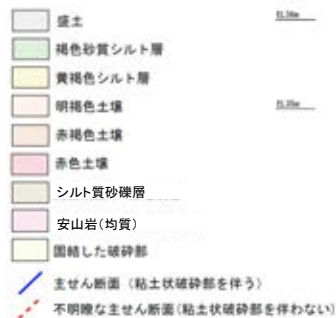 盛土
褐色砂質シルト層
黄褐色シルト層
明褐色土壌
赤褐色土壌
赤色土壌
シルト質砂礫層
安山岩(均質)
固結した破砕部
主せん断面(粘土状破砕部を伴う)
不明瞭な主せん断面(粘土状破砕部を伴わない)